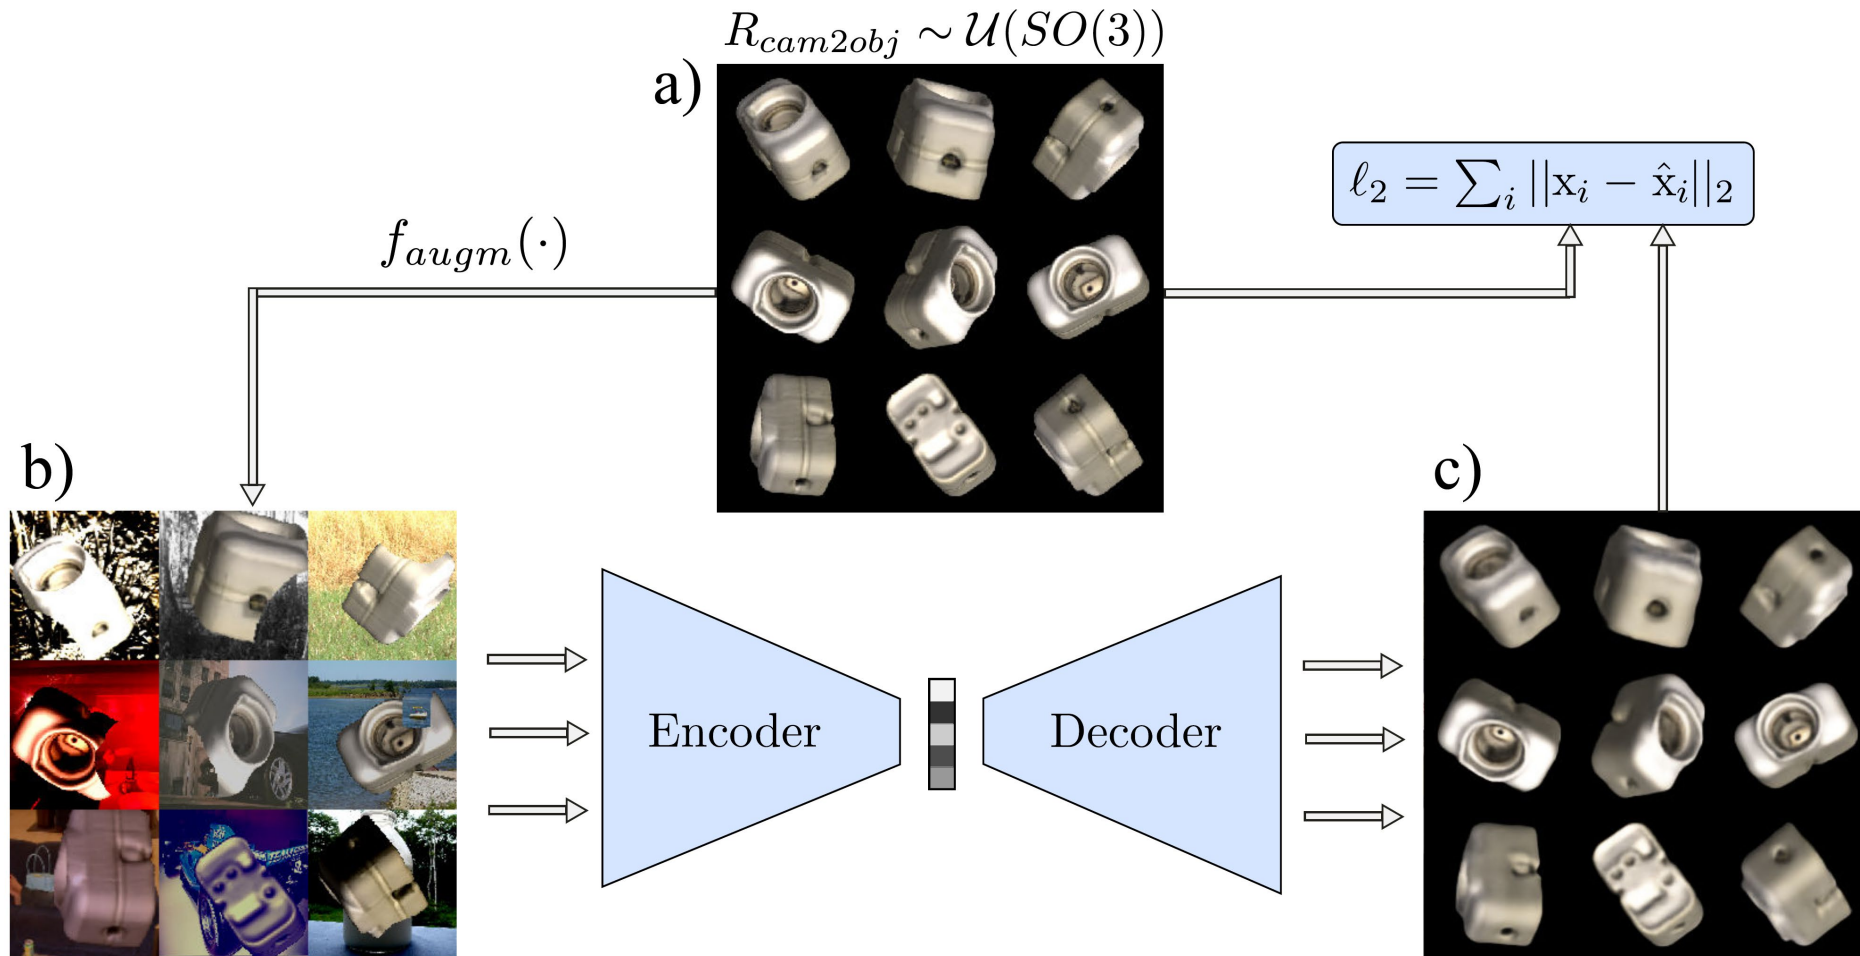 R_{cam2obj} ∼ 𝒰(SO(3))
a)
ℓ_2 = ∑_i ||x_i − x̂_i||_2
f_{augm}(·)
b)
c)
Encoder
Decoder